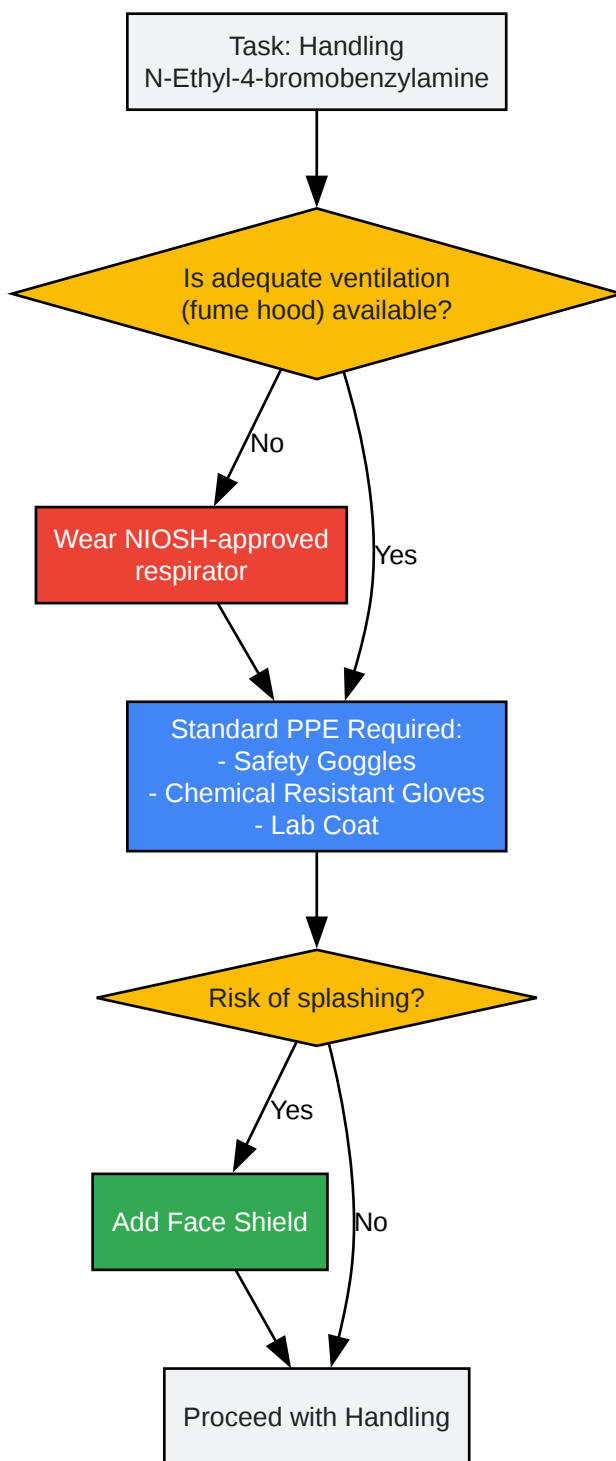 Task: Handling
N-Ethyl-4-bromobenzylamine
Is adequate ventilation
(fume hood) available?
No
Wear NIOSH-approved
respirator
Yes
Standard PPE Required:
- Safety Goggles
- Chemical Resistant Gloves
- Lab Coat
Risk of splashing?
Yes
Add Face Shield
No
Proceed with Handling